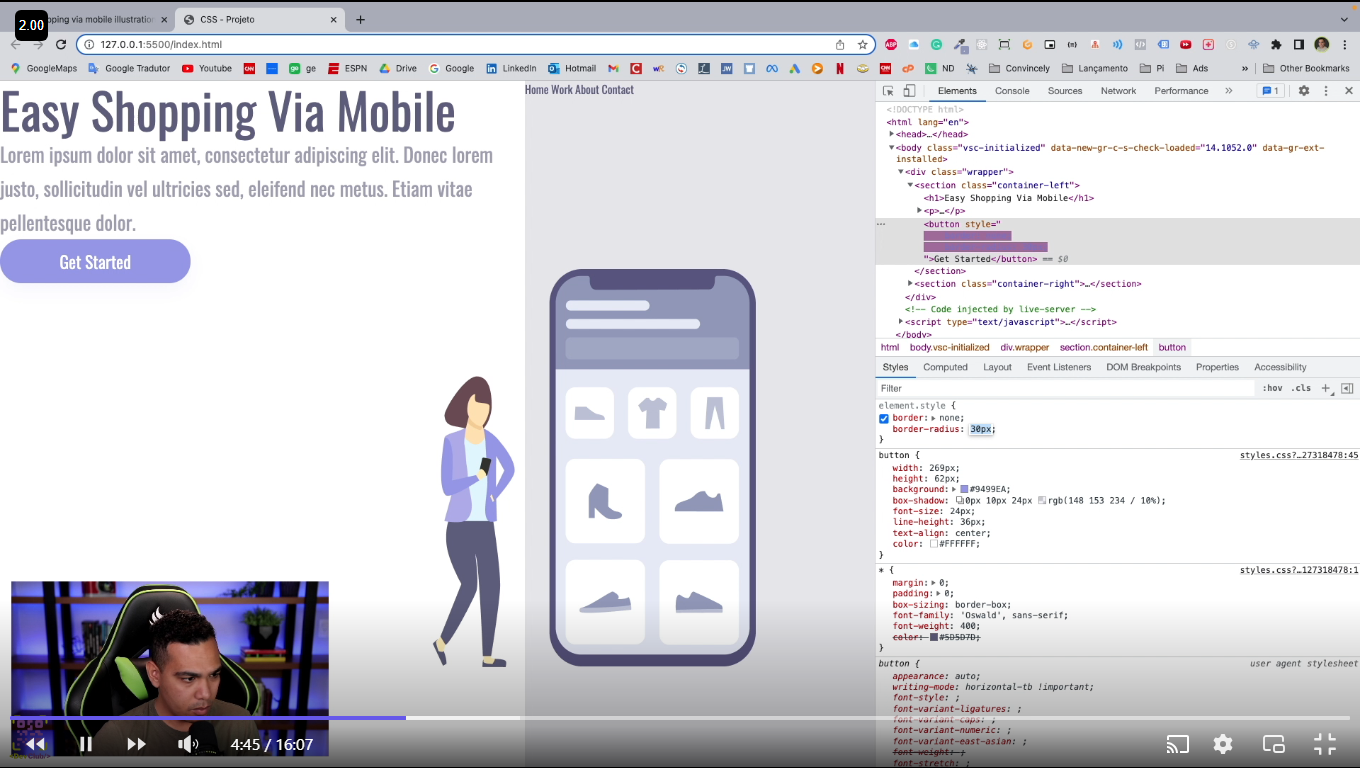 2.00
pping via mobile illustration
CSS - Projeto
127.0.0.1:5500/index.html
GoogleMaps
Google Tradutor
Youtube
CNN
ge
ESPN
Drive
Google
LinkedIn
Hotmail
ND
Convincely
Lançamento
Pi
Ads
»
Other Bookmarks
Easy Shopping Via Mobile
Lorem ipsum dolor sit amet, consectetur adipiscing elit. Donec lorem
justo, sollicitudin vel ultricies sed, eleifend nec metus. Etiam vitae
pellentesque dolor.
Get Started
Home Work About Contact
Elements
Console
Sources
Network
Performance
»
1
<!DOCTYPE html>
<html lang="en">
<head>…</head>
<body class="vsc-initialized" data-new-gr-c-s-check-loaded="14.1052.0" data-gr-ext-
installed>
<div class="wrapper">
<section class="container-left">
<h1>Easy Shopping Via Mobile</h1>
<p>…</p>
<button style="
">Get Started</button> == $0
</section>
<section class="container-right">…</section>
</div>
<!-- Code injected by live-server -->
<script type="text/javascript">…</script>
</body>
html
body.vsc-initialized
div.wrapper
section.container-left
button
Styles
Computed
Layout
Event Listeners
DOM Breakpoints
Properties
Accessibility
Filter
:hov
.cls
+
element.style {
border: none;
border-radius: 30px;
}
button {
styles.css?…27318478:45
width: 269px;
height: 62px;
background: #9499EA;
box-shadow: 0px 10px 24px rgb(148 153 234 / 10%);
font-size: 24px;
line-height: 36px;
text-align: center;
color: #FFFFFF;
}
* {
styles.css?…127318478:1
margin: 0;
padding: 0;
box-sizing: border-box;
font-family: 'Oswald', sans-serif;
font-weight: 400;
color: #5D5D7D;
}
button {
user agent stylesheet
appearance: auto;
writing-mode: horizontal-tb !important;
font-style: ;
font-variant-ligatures: ;
font-variant-caps: ;
font-variant-numeric: ;
font-variant-east-asian: ;
font-weight: ;
font-stretch: ;
4:45 / 16:07